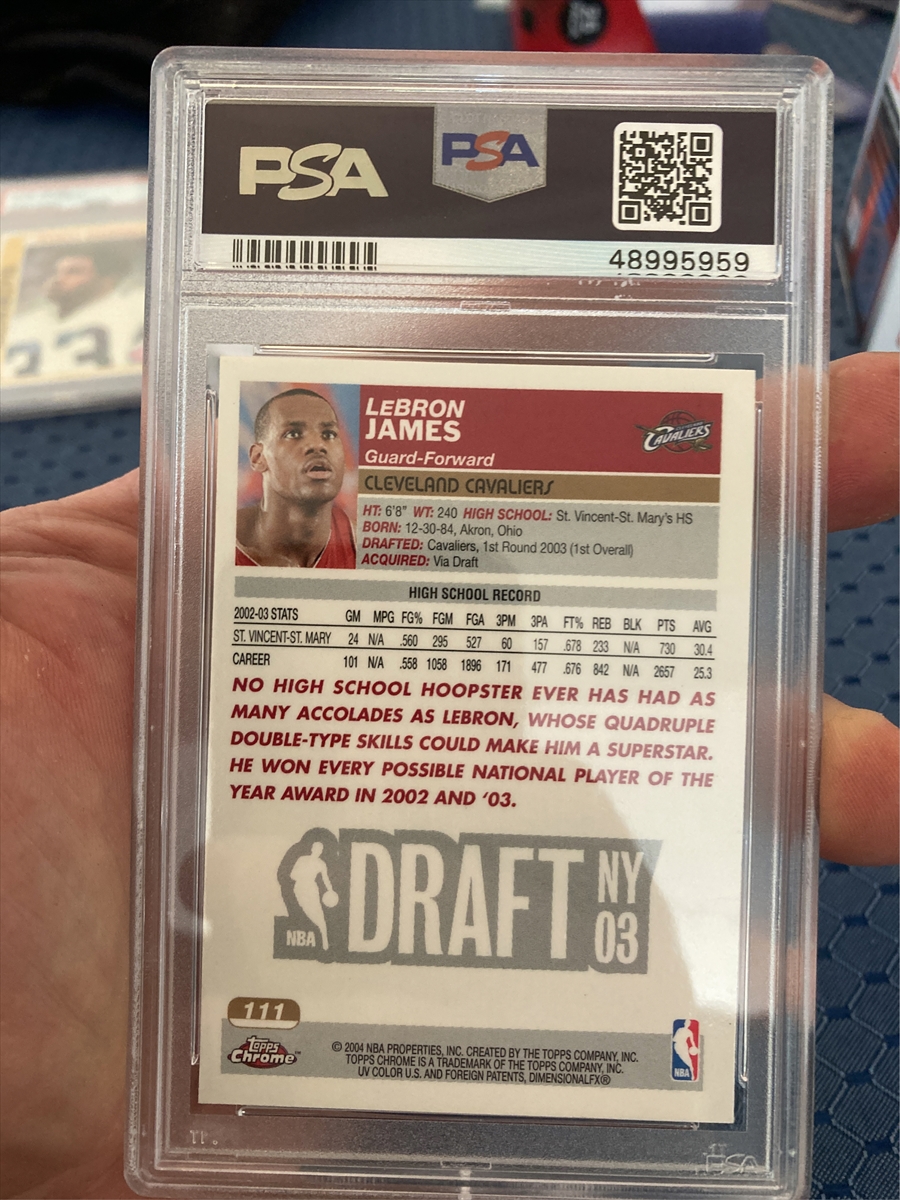 PSA
PSA
48995959
LEBRON
JAMES
Guard-Forward
CAVALIERS
CLEVELAND CAVALIERS
HT: 6'8" WT: 240 HIGH SCHOOL: St. Vincent-St. Mary's HS
BORN: 12-30-84, Akron, Ohio
DRAFTED: Cavaliers, 1st Round 2003 (1st Overall)
ACQUIRED: Via Draft
HIGH SCHOOL RECORD
2002-03 STATS GM MPG FG% FGM FGA 3PM 3PA FT% REB BLK PTS AVG
ST. VINCENT-ST. MARY 24 N/A .560 295 527 60 157 .678 233 N/A 730 30.4
CAREER 101 N/A .558 1058 1896 171 477 .676 842 N/A 2657 25.3
NO HIGH SCHOOL HOOPSTER EVER HAS HAD AS
MANY ACCOLADES AS LEBRON, WHOSE QUADRUPLE
DOUBLE-TYPE SKILLS COULD MAKE HIM A SUPERSTAR.
HE WON EVERY POSSIBLE NATIONAL PLAYER OF THE
YEAR AWARD IN 2002 AND '03.
NBA DRAFT NY
03
111
Topps
Chrome™
© 2004 NBA PROPERTIES, INC. CREATED BY THE TOPPS COMPANY, INC.
TOPPS CHROME IS A TRADEMARK OF THE TOPPS COMPANY, INC.
UV COLOR U.S. AND FOREIGN PATENTS, DIMENSIONALFX®
NBA
PSA